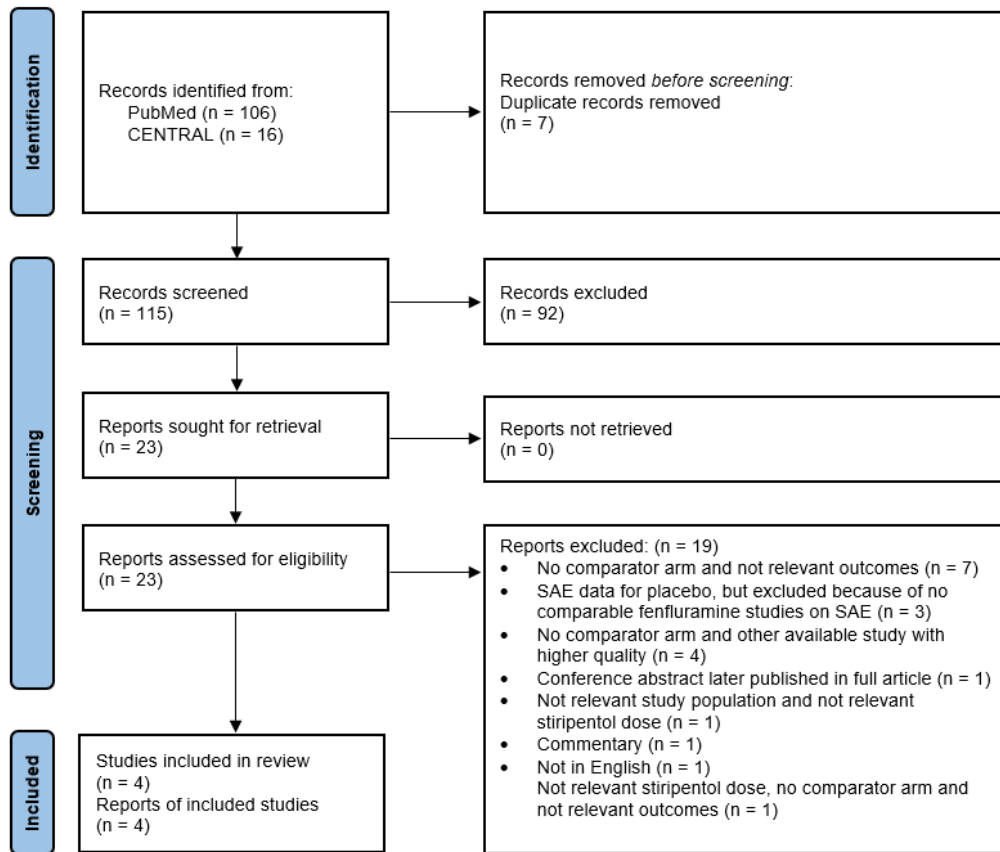 Identification
Records identified from:
PubMed (n = 106)
CENTRAL (n = 16)
Records removed before screening:
Duplicate records removed
(n = 7)
Screening
Records screened
(n = 115)
Records excluded
(n = 92)
Reports sought for retrieval
(n = 23)
Reports not retrieved
(n = 0)
Reports assessed for eligibility
(n = 23)
Reports excluded: (n = 19)
• No comparator arm and not relevant outcomes (n = 7)
• SAE data for placebo, but excluded because of no
comparable fenfluramine studies on SAE (n = 3)
• No comparator arm and other available study with
higher quality (n = 4)
• Conference abstract later published in full article (n = 1)
• Not relevant study population and not relevant
stiripentol dose (n = 1)
• Commentary (n = 1)
• Not in English (n = 1)
Not relevant stiripentol dose, no comparator arm and
not relevant outcomes (n = 1)
Included
Studies included in review
(n = 4)
Reports of included studies
(n = 4)